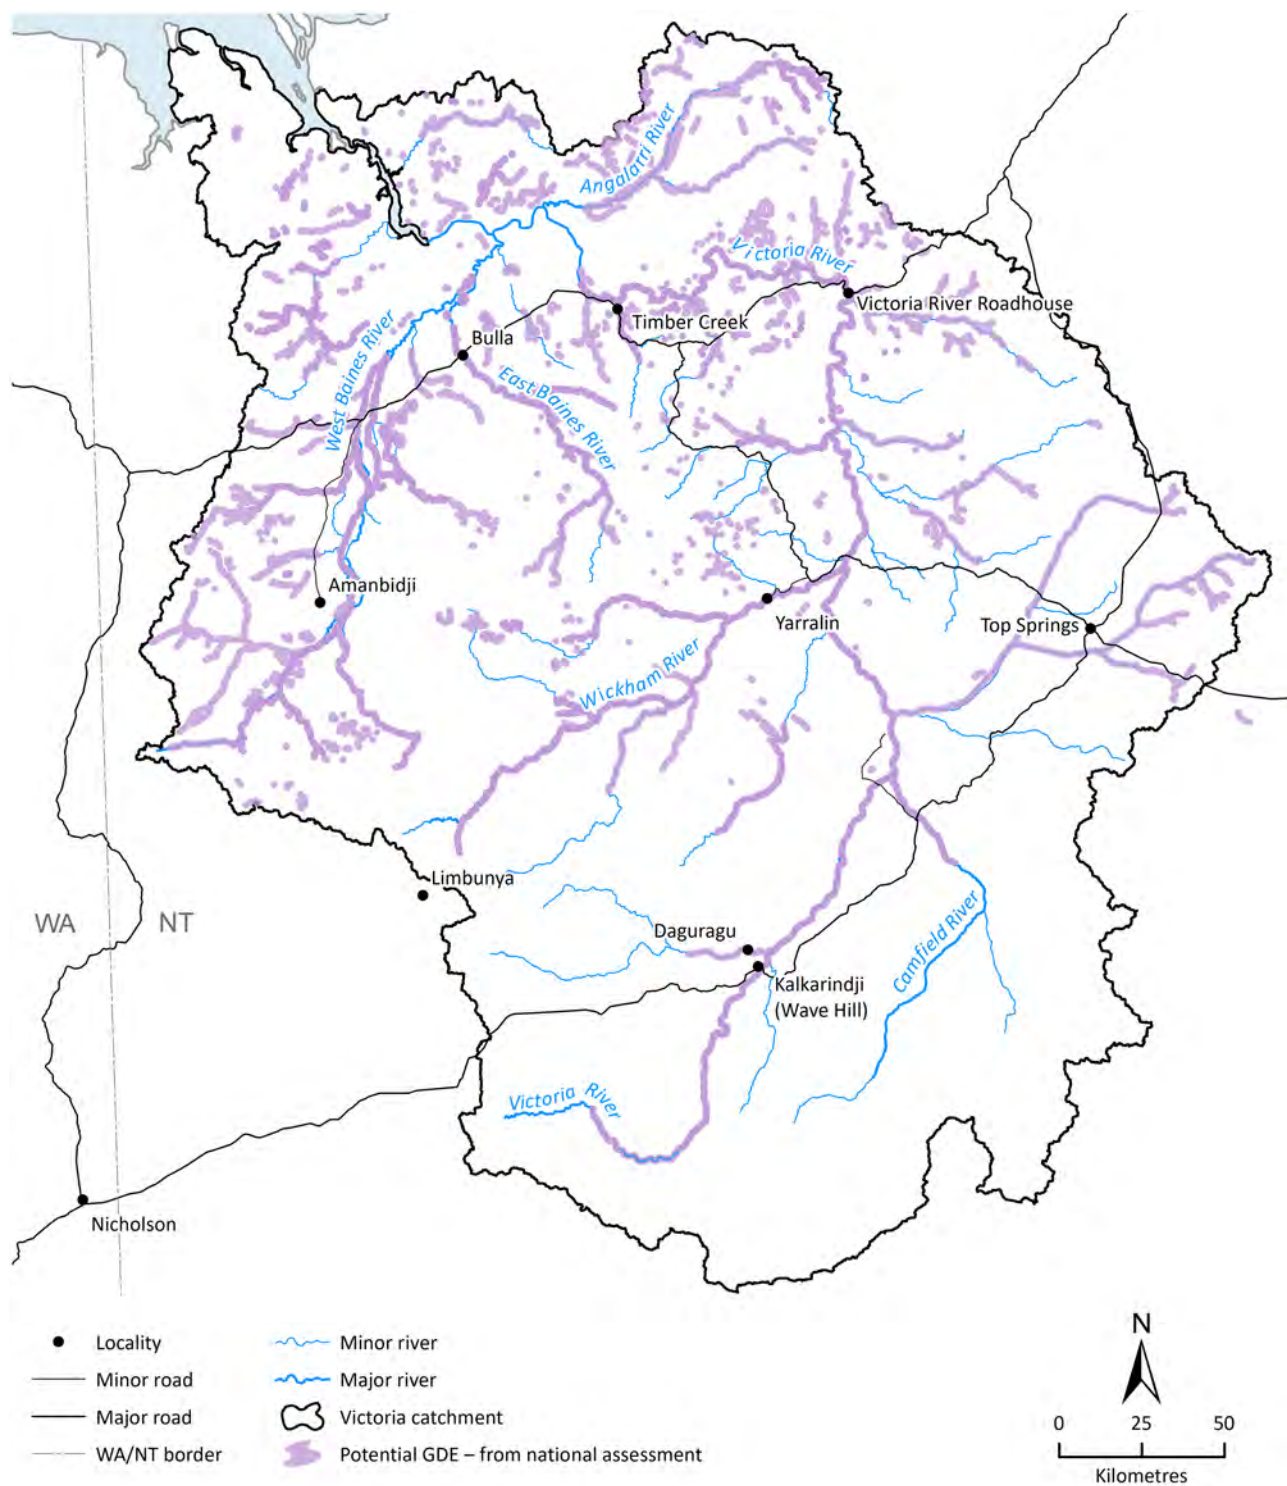 Angalarri River
Victoria River
Victoria River Roadhouse
Timber Creek
Bulla
West Baines River
East Baines River
Amanbidji
Yarralin
Top Springs
Wickham River
Limbunya
WA
NT
Daguragu
Camfield River
Kalkarindji
(Wave Hill)
Victoria River
Nicholson
Locality
Minor road
Major road
WA/NT border
Minor river
Major river
Victoria catchment
Potential GDE – from national assessment
N
0 25 50
Kilometres